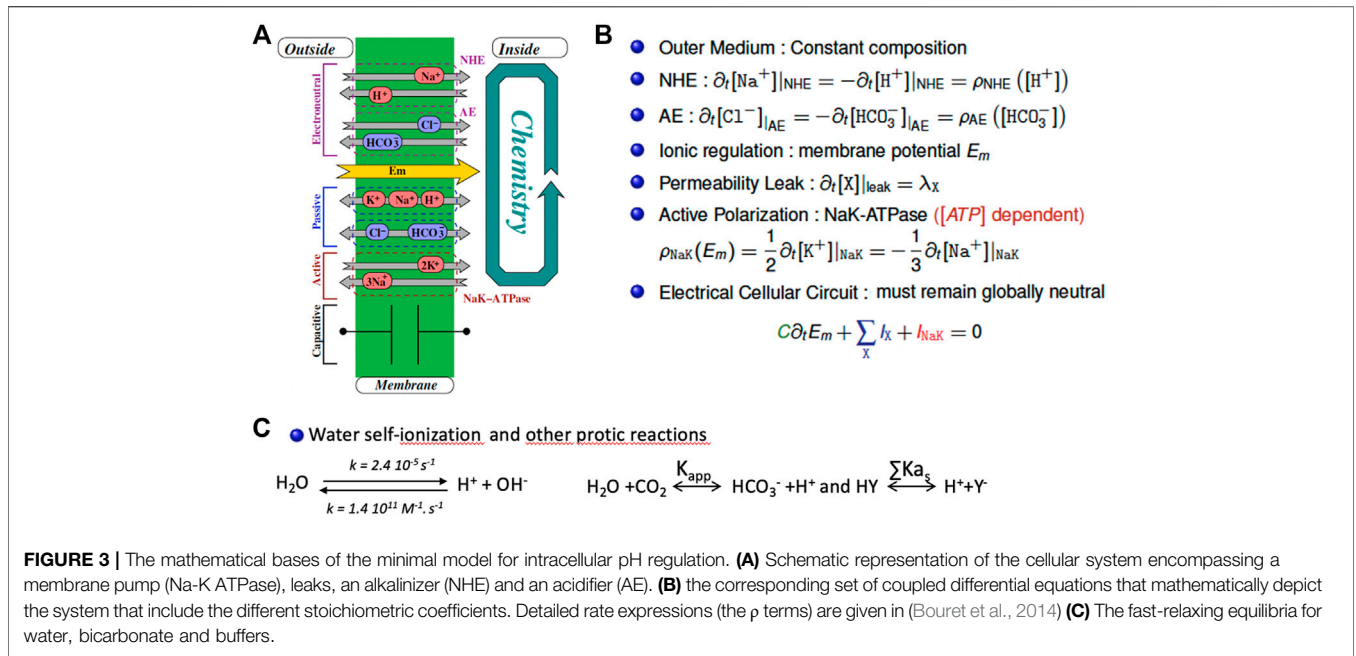 A
Outside
Inside
NHE
Na⁺
H⁺
AE
Cl⁻
HCO₃⁻
Em
K⁺ Na⁺ H⁺
Cl⁻ HCO₃⁻
2K⁺
3Na⁺
NaK–ATPase
Membrane
Electroneutral
Passive
Active
Capacitive
Chemistry
B
Outer Medium : Constant composition
NHE : ∂ₜ[Na⁺]|NHE = −∂ₜ[H⁺]|NHE = ρNHE ([H⁺])
AE : ∂ₜ[Cl⁻]|AE = −∂ₜ[HCO₃⁻]|AE = ρAE ([HCO₃⁻])
Ionic regulation : membrane potential Eₘ
Permeability Leak : ∂ₜ[X]|leak = λX
Active Polarization : NaK-ATPase ([ATP] dependent)
ρNaK(Eₘ) = 1/2 ∂ₜ[K⁺]|NaK = − 1/3 ∂ₜ[Na⁺]|NaK
Electrical Cellular Circuit : must remain globally neutral
C∂ₜEₘ + ∑X IX + INaK = 0
C
Water self-ionization and other protic reactions
k = 2.4 10⁻⁵ s⁻¹
H₂O H⁺ + OH⁻
k = 1.4 10¹¹ M⁻¹. s⁻¹
Kapp ∑Kas
H₂O +CO₂ ⟷ HCO₃⁻ +H⁺ and HY ⟷ H⁺+Y⁻
FIGURE 3 | The mathematical bases of the minimal model for intracellular pH regulation. (A) Schematic representation of the cellular system encompassing a
membrane pump (Na-K ATPase), leaks, an alkalinizer (NHE) and an acidifier (AE). (B) the corresponding set of coupled differential equations that mathematically depict
the system that include the different stoichiometric coefficients. Detailed rate expressions (the ρ terms) are given in (Bouret et al., 2014) (C) The fast-relaxing equilibria for
water, bicarbonate and buffers.